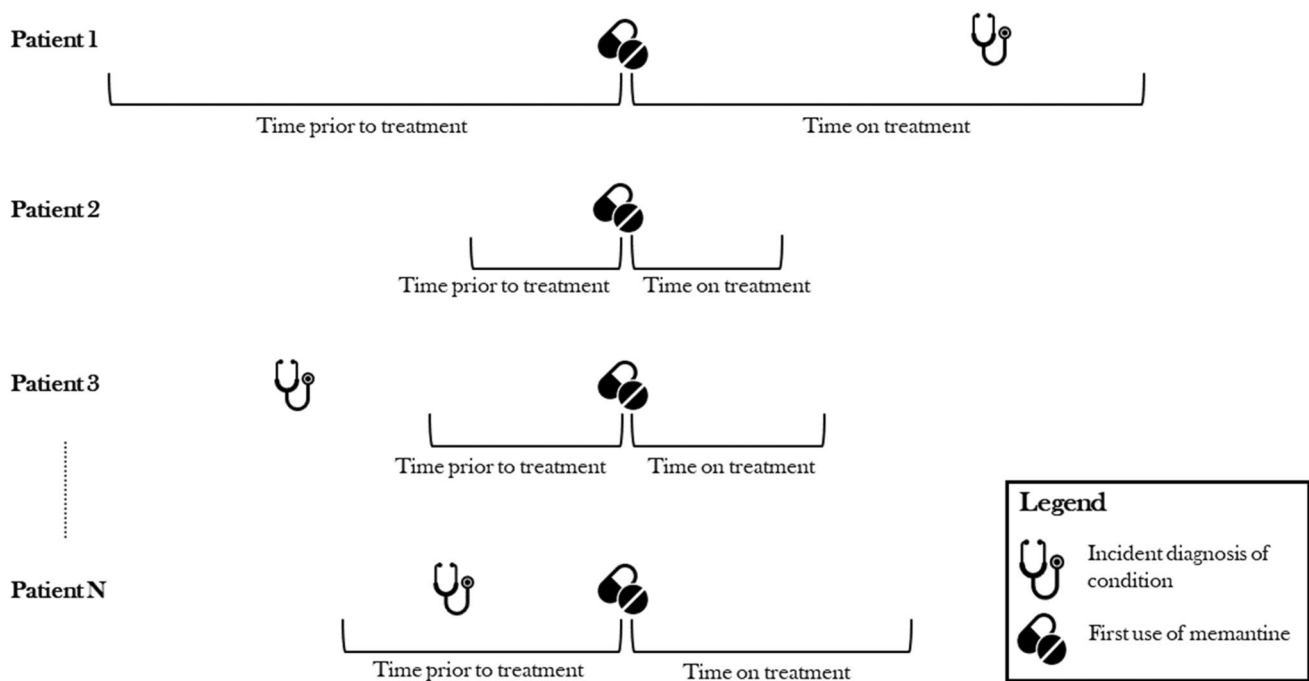 Patient 1
Time prior to treatment
Time on treatment
Patient 2
Time prior to treatment
Time on treatment
Patient 3
Time prior to treatment
Time on treatment
Patient N
Time prior to treatment
Time on treatment
Legend
Incident diagnosis of
condition
First use of memantine